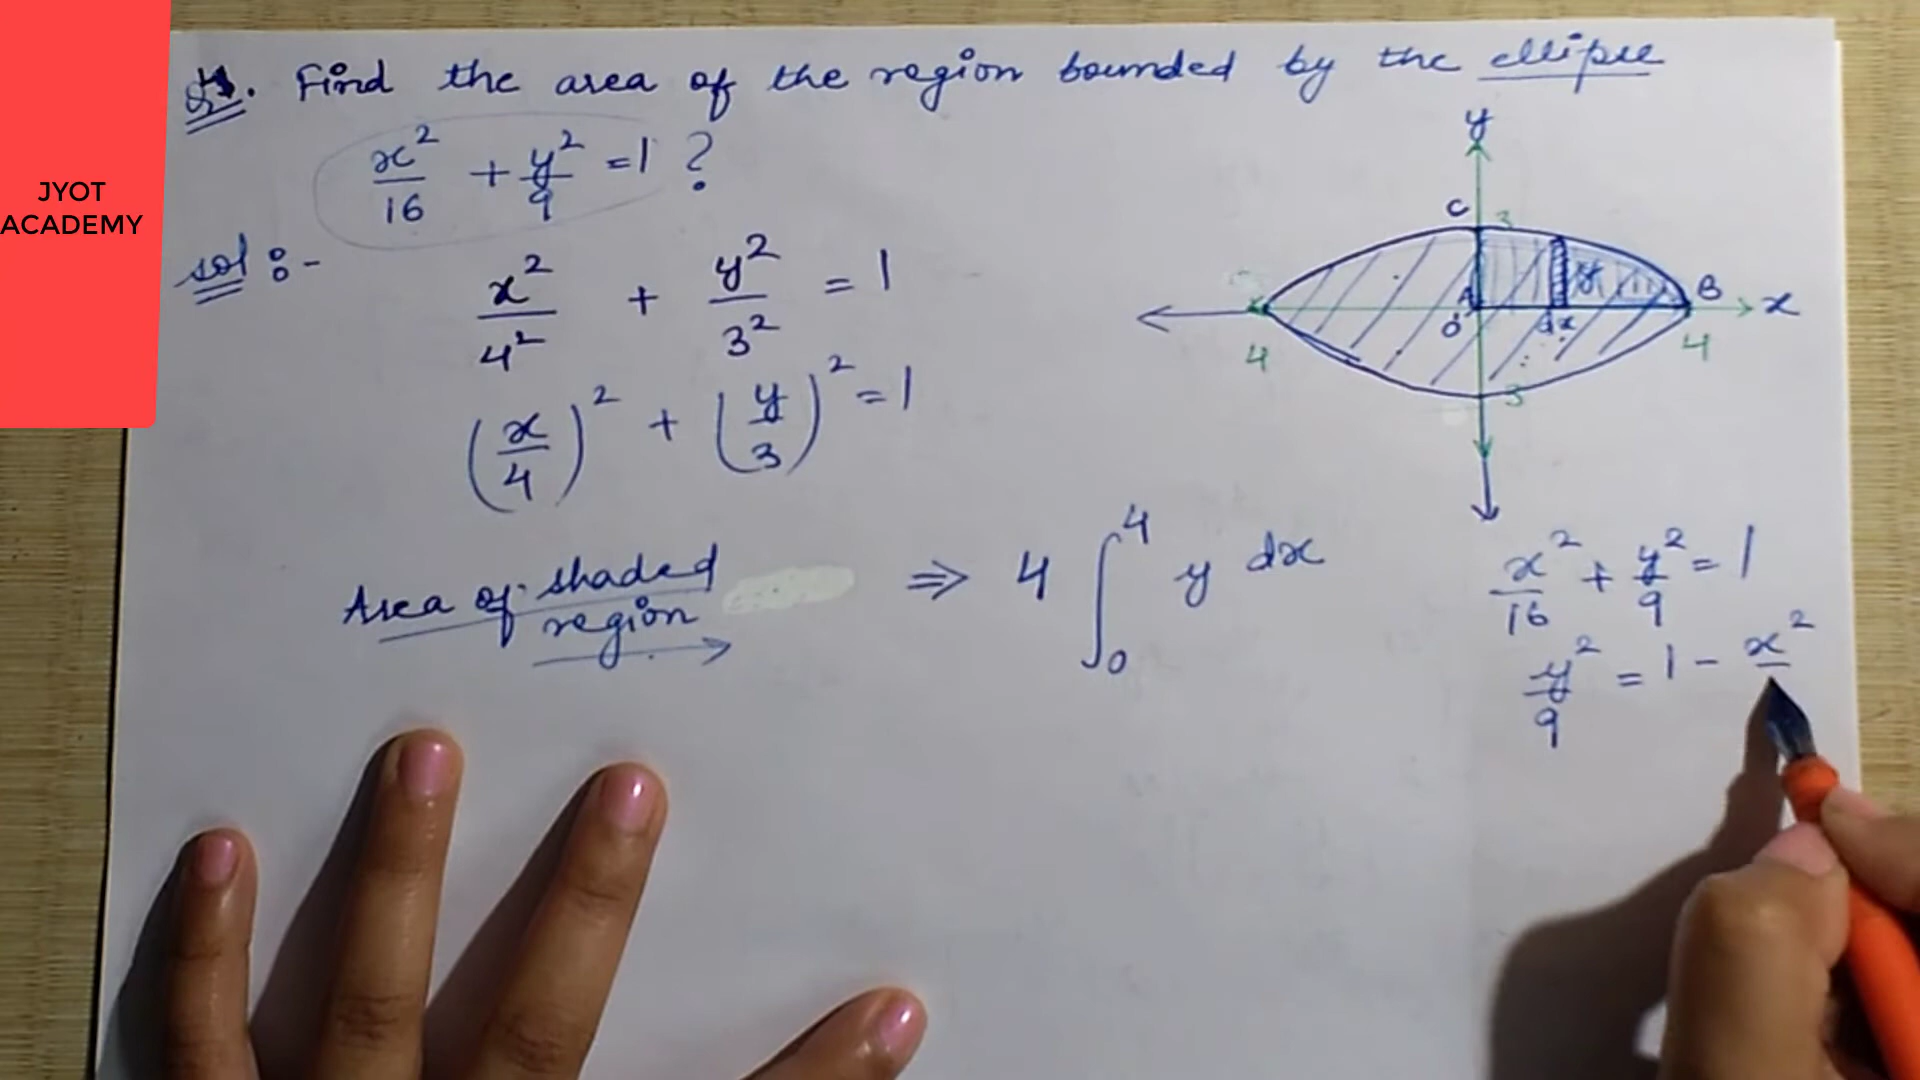 JYOT
ACADEMY
Find the area of the region bounded by the ellipse
x²/16 + y²/9 = 1 ?
sol :-
x²/4² + y²/3² = 1
(x/4)² + (y/3)² = 1
y
C 3
A y B
O dx x
4 4
3
Area of shaded
region
⇒ 4 ∫₀⁴ y dx
x²/16 + y²/9 = 1
y²/9 = 1 - x²